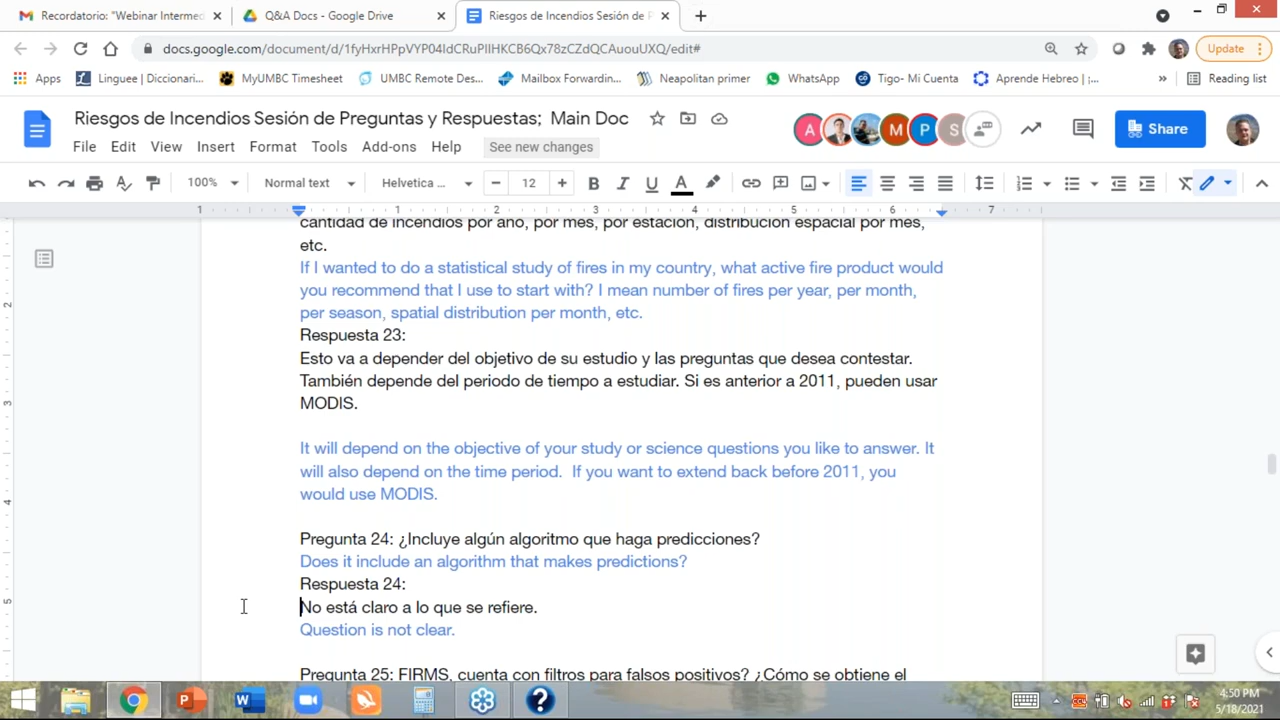 Recordatorio: "Webinar Intermed
Q&A Docs - Google Drive
Riesgos de Incendios Sesión de P
docs.google.com/document/d/1fyHxrHPpVYP04IdCRuPIIHKCB6Qx78zCZdQCAuouUXQ/edit#
Update
Apps
Linguee | Diccionari...
MyUMBC Timesheet
UMBC Remote Des...
Mailbox Forwardin...
Neapolitan primer
WhatsApp
Tigo- Mi Cuenta
Aprende Hebreo | ,...
»
Reading list
Riesgos de Incendios Sesión de Preguntas y Respuestas; Main Doc
A
M
P
S
Share
File
Edit
View
Insert
Format
Tools
Add-ons
Help
See new changes
100%
Normal text
Helvetica ...
12
B
I
U
A
1
1
2
3
4
5
6
7
2
3
4
5
cantidad de incendios por año, por mes, por estación, distribución espacial por mes,
etc.
If I wanted to do a statistical study of fires in my country, what active fire product would
you recommend that I use to start with? I mean number of fires per year, per month,
per season, spatial distribution per month, etc.
Respuesta 23:
Esto va a depender del objetivo de su estudio y las preguntas que desea contestar.
También depende del periodo de tiempo a estudiar. Si es anterior a 2011, pueden usar
MODIS.
It will depend on the objective of your study or science questions you like to answer. It
will also depend on the time period.  If you want to extend back before 2011, you
would use MODIS.
Pregunta 24: ¿Incluye algún algoritmo que haga predicciones?
Does it include an algorithm that makes predictions?
Respuesta 24:
No está claro a lo que se refiere.
Question is not clear.
Pregunta 25: FIRMS, cuenta con filtros para falsos positivos? ¿Cómo se obtiene el
4:50 PM
5/18/2021